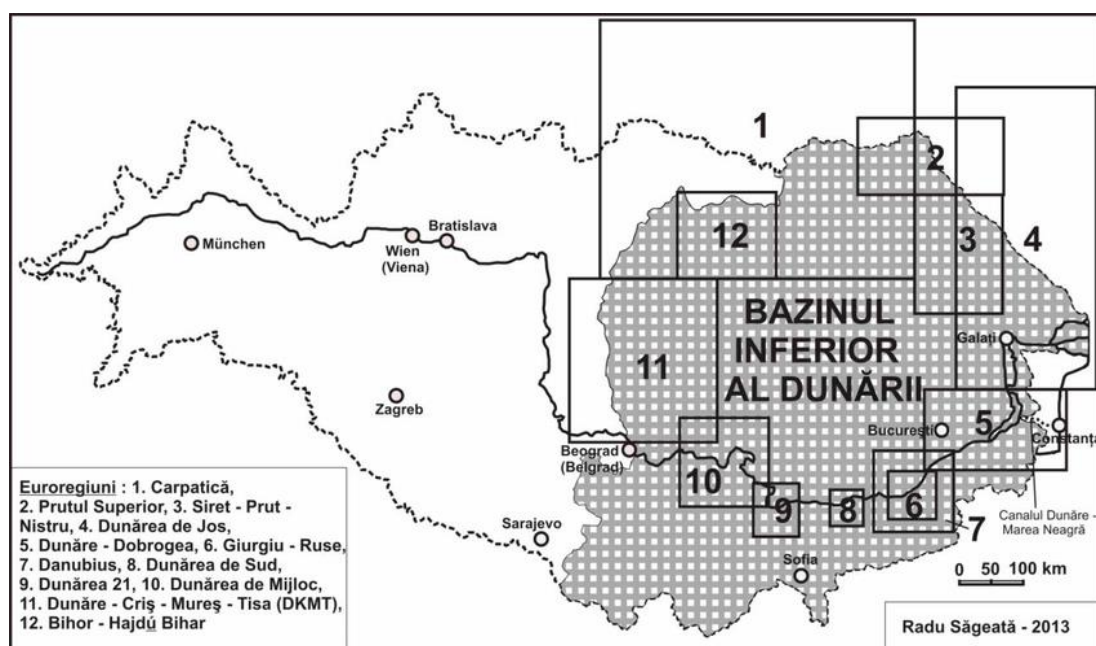 1
2
3
4
12
München
Wien
(Viena)
Bratislava
BAZINUL
INFERIOR
AL DUNĂRII
Galați
11
Zagreb
5
București
Constanța
Beograd
(Belgrad)
10
9
8
6
7
Canalul Dunăre -
Marea Neagră
Sarajevo
Sofia
0 50 100 km
Euroregiuni : 1. Carpatică,
2. Prutul Superior, 3. Siret - Prut -
Nistru, 4. Dunărea de Jos,
5. Dunăre - Dobrogea, 6. Giurgiu - Ruse,
7. Danubius, 8. Dunărea de Sud,
9. Dunărea 21, 10. Dunărea de Mijloc,
11. Dunăre - Criş - Mureş - Tisa (DKMT),
12. Bihor - Hajdú Bihar
Radu Săgeată - 2013